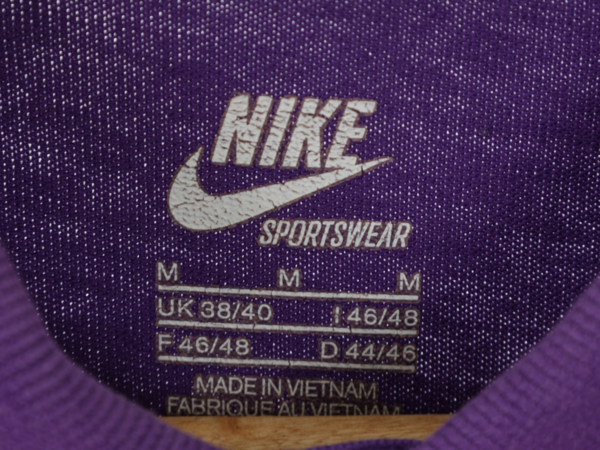 NIKE
SPORTSWEAR
M M M
UK 38/40 I 46/48
F 46/48 D 44/46
MADE IN VIETNAM
FABRIQUE AU VIETNAM